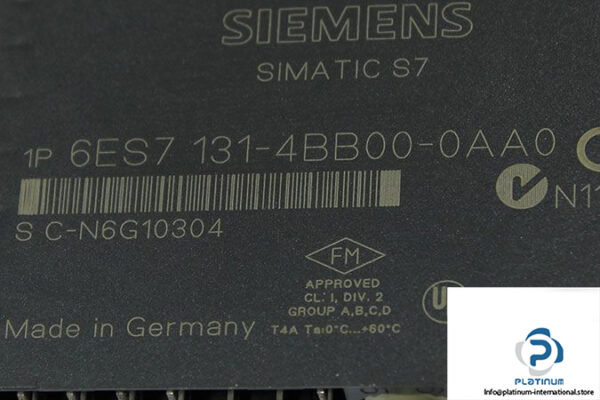 SIEMENS
SIMATIC S7
1P 6ES7 131-4BB00-0AA0
N11
S C-N6G10304
FM
APPROVED
CL. I, DIV. 2
GROUP A,B,C,D
T4A Ta:0°C...+60°C
Made in Germany
PLATINUM
Info@platinum-international.store